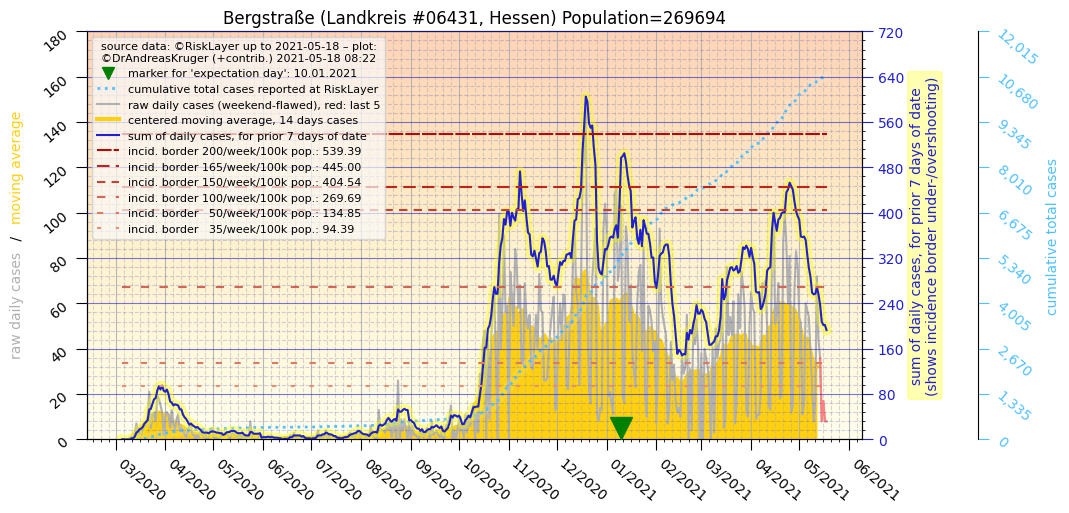 Bergstraße (Landkreis #06431, Hessen) Population=269694
source data: ©RiskLayer up to 2021-05-18 – plot:
©DrAndreasKruger (+contrib.) 2021-05-18 08:22
marker for 'expectation day': 10.01.2021
cumulative total cases reported at RiskLayer
raw daily cases (weekend-flawed), red: last 5
centered moving average, 14 days cases
sum of daily cases, for prior 7 days of date
incid. border 200/week/100k pop.: 539.39
incid. border 165/week/100k pop.: 445.00
incid. border 150/week/100k pop.: 404.54
incid. border 100/week/100k pop.: 269.69
incid. border 50/week/100k pop.: 134.85
incid. border 35/week/100k pop.: 94.39
raw daily cases / moving average
180
160
140
120
100
80
60
40
20
0
03/2020
04/2020
05/2020
06/2020
07/2020
08/2020
09/2020
10/2020
11/2020
12/2020
01/2021
02/2021
03/2021
04/2021
05/2021
06/2021
720
640
560
480
400
320
240
160
80
0
sum of daily cases, for prior 7 days of date
(shows incidence border under-/overshooting)
12,015
10,680
9,345
8,010
6,675
5,340
4,005
2,670
1,335
0
cumulative total cases